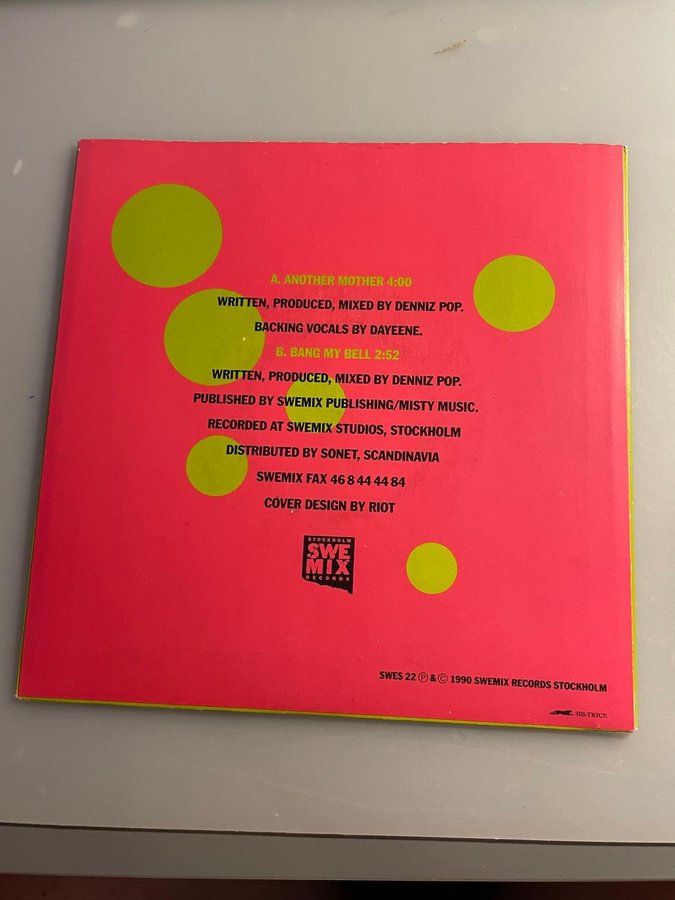 A. ANOTHER MOTHER 4:00
WRITTEN, PRODUCED, MIXED BY DENNIZ POP.
BACKING VOCALS BY DAYEENE.
B. BANG MY BELL 2:52
WRITTEN, PRODUCED, MIXED BY DENNIZ POP.
PUBLISHED BY SWEMIX PUBLISHING/MISTY MUSIC.
RECORDED AT SWEMIX STUDIOS, STOCKHOLM
DISTRIBUTED BY SONET, SCANDINAVIA
SWEMIX FAX 46 8 44 44 84
COVER DESIGN BY RIOT
STOCKHOLM
SWE
MIX
RECORDS
SWES 22 Ⓟ & © 1990 SWEMIX RECORDS STOCKHOLM
SIB-TRYCK